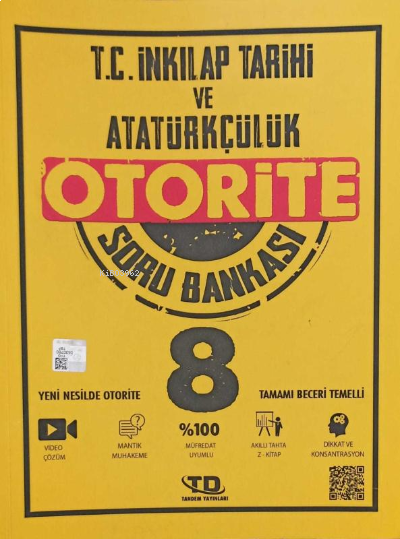 T.C. İNKILAP TARİHİ
VE
ATATÜRKÇÜLÜK
OTORİTE
SORU BANKASI
8
YENİ NESİLDE OTORİTE
TAMAMI BECERİ TEMELLİ
VİDEO
ÇÖZÜM
MANTIK
MUHAKEME
%100
MÜFREDAT
UYUMLU
AKILLI TAHTA
Z - KİTAP
DİKKAT VE
KONSANTRASYON
TD
TANDEM YAYINLARI